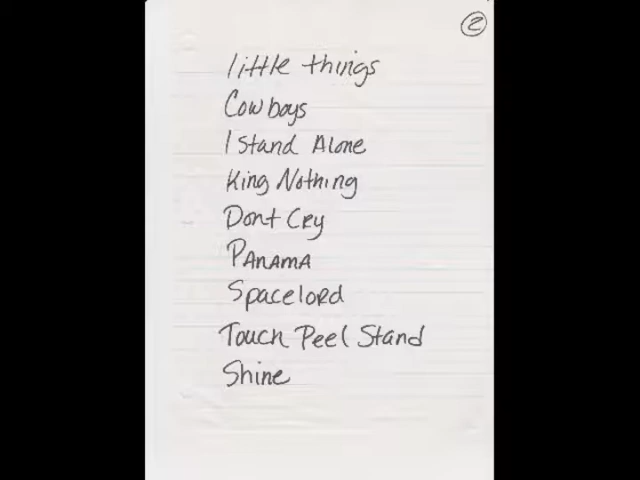 2
little things
Cowboys
I Stand Alone
King Nothing
Dont Cry
PANAMA
Spacelord
Touch Peel Stand
Shine